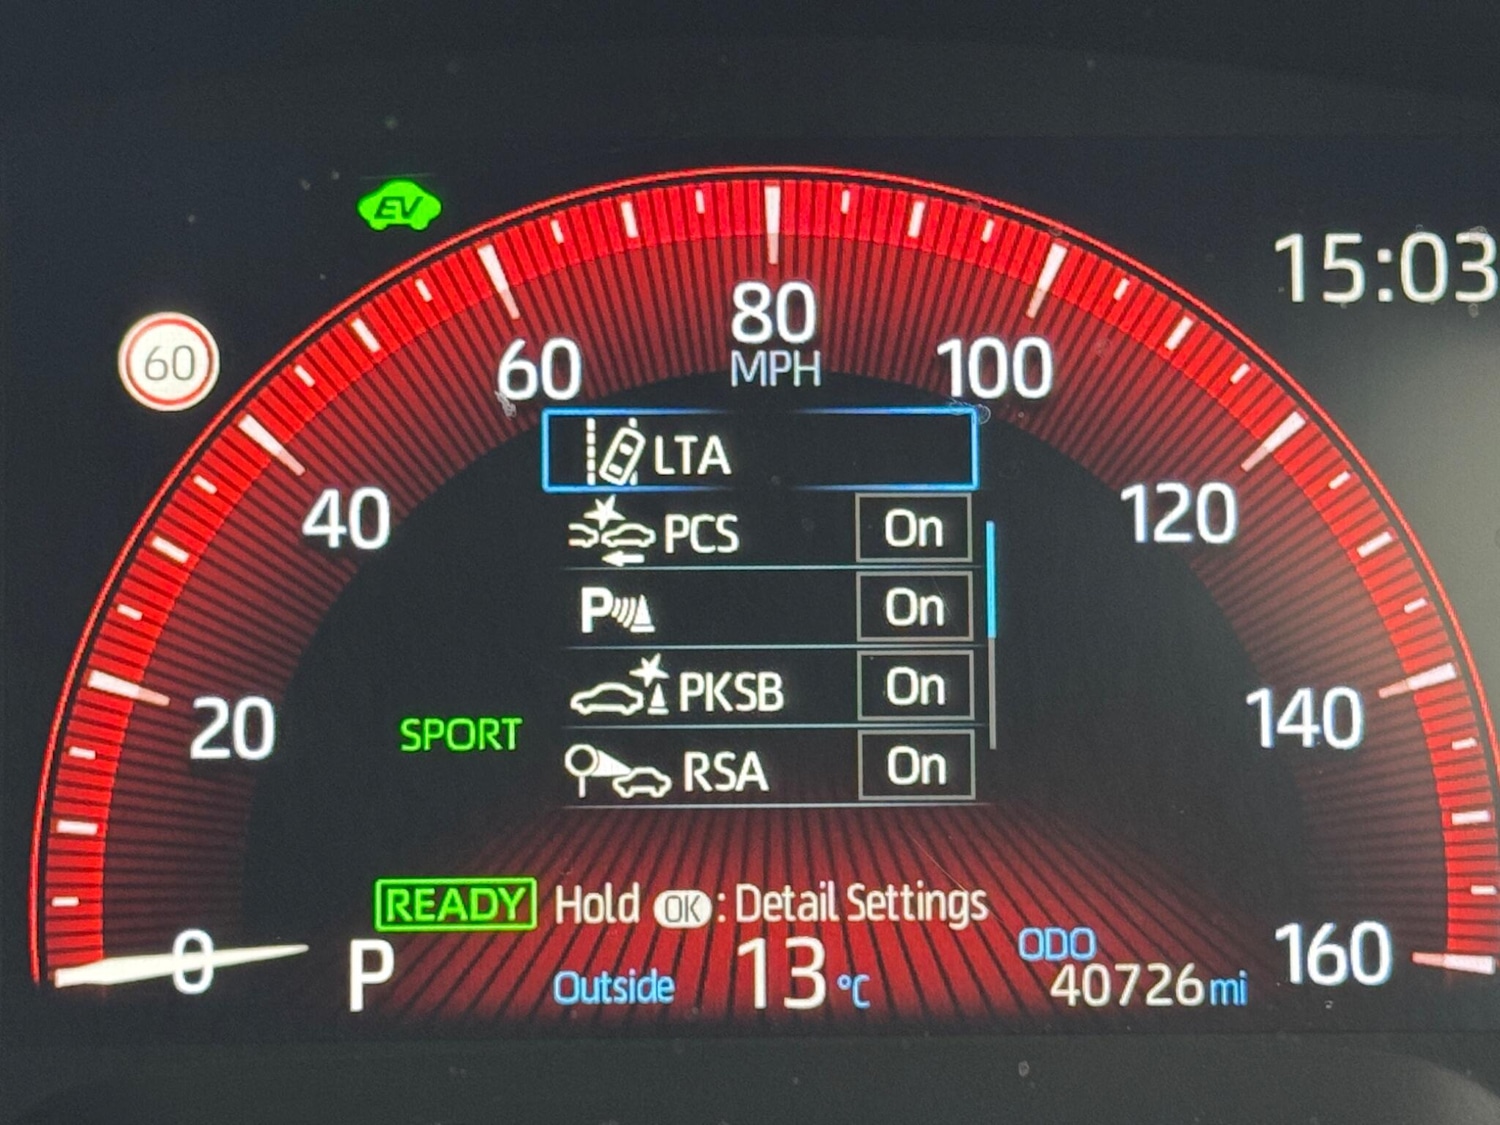 EV
15:03
60
80
MPH
60
100
LTA
40
120
PCS On
P On
PKSB On
20
140
SPORT
RSA On
READY Hold OK : Detail Settings
0
P
Outside 13 °C
ODO
40726 mi
160